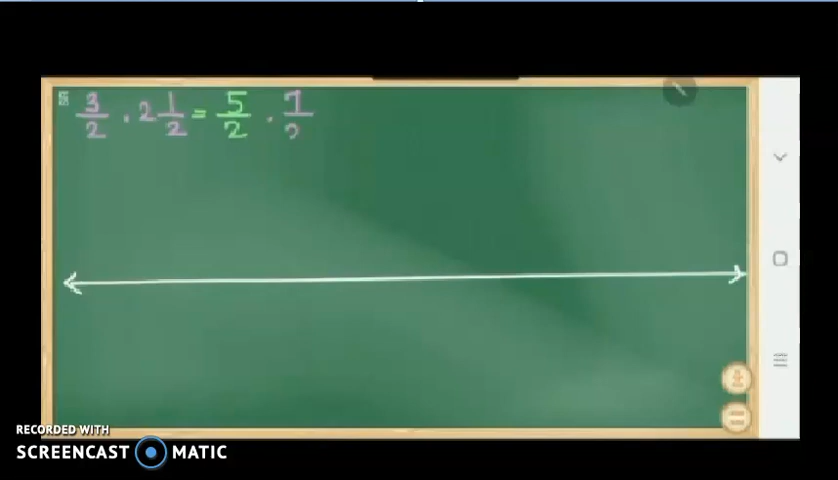 3/2 . 2 1/2 = 5/2 . 7/2
RECORDED WITH
SCREENCAST MATIC